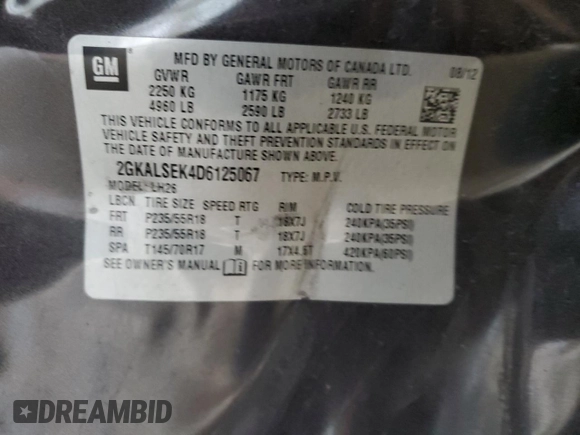 GM
MFD BY GENERAL MOTORS OF CANADA LTD. 08/12
GVWR GAWR FRT GAWR RR
2250 KG 1175 KG 1240 KG
4960 LB 2590 LB 2733 LB
THIS VEHICLE CONFORMS TO ALL APPLICABLE U.S. FEDERAL MOTOR
VEHICLE SAFETY AND THEFT PREVENTION STANDARDS IN EFFECT ON
THE DATE OF MANUFACTURE SHOWN ABOVE.
2GKALSEK4D6125067 TYPE: M.P.V.
MODEL: LH26
LBCN TIRE SIZE SPEED RTG RIM COLD TIRE PRESSURE
FRT P235/55R18 T 18X7J 240KPA(35PSI)
RR P235/55R18 T 18X7J 240KPA(35PSI)
SPA T145/70R17 M 17X4.5T 420KPA(60PSI)
SEE OWNER'S MANUAL FOR MORE INFORMATION.
DREAMBID